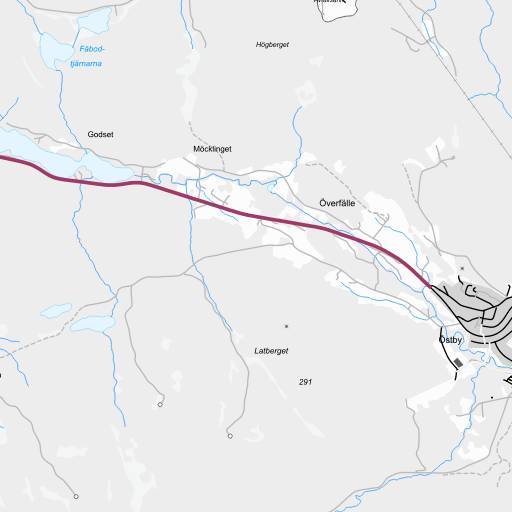 Högberget
Fäbod-
tjärnarna
Godset
Möcklinget
Överfälle
Latberget
Östby
291